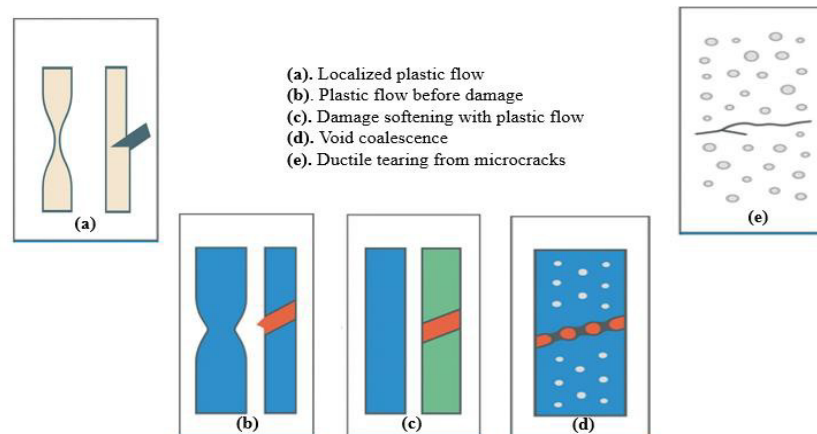 (a). Localized plastic flow
(b). Plastic flow before damage
(c). Damage softening with plastic flow
(d). Void coalescence
(e). Ductile tearing from microcracks
(a)
(e)
(b)
(c)
(d)